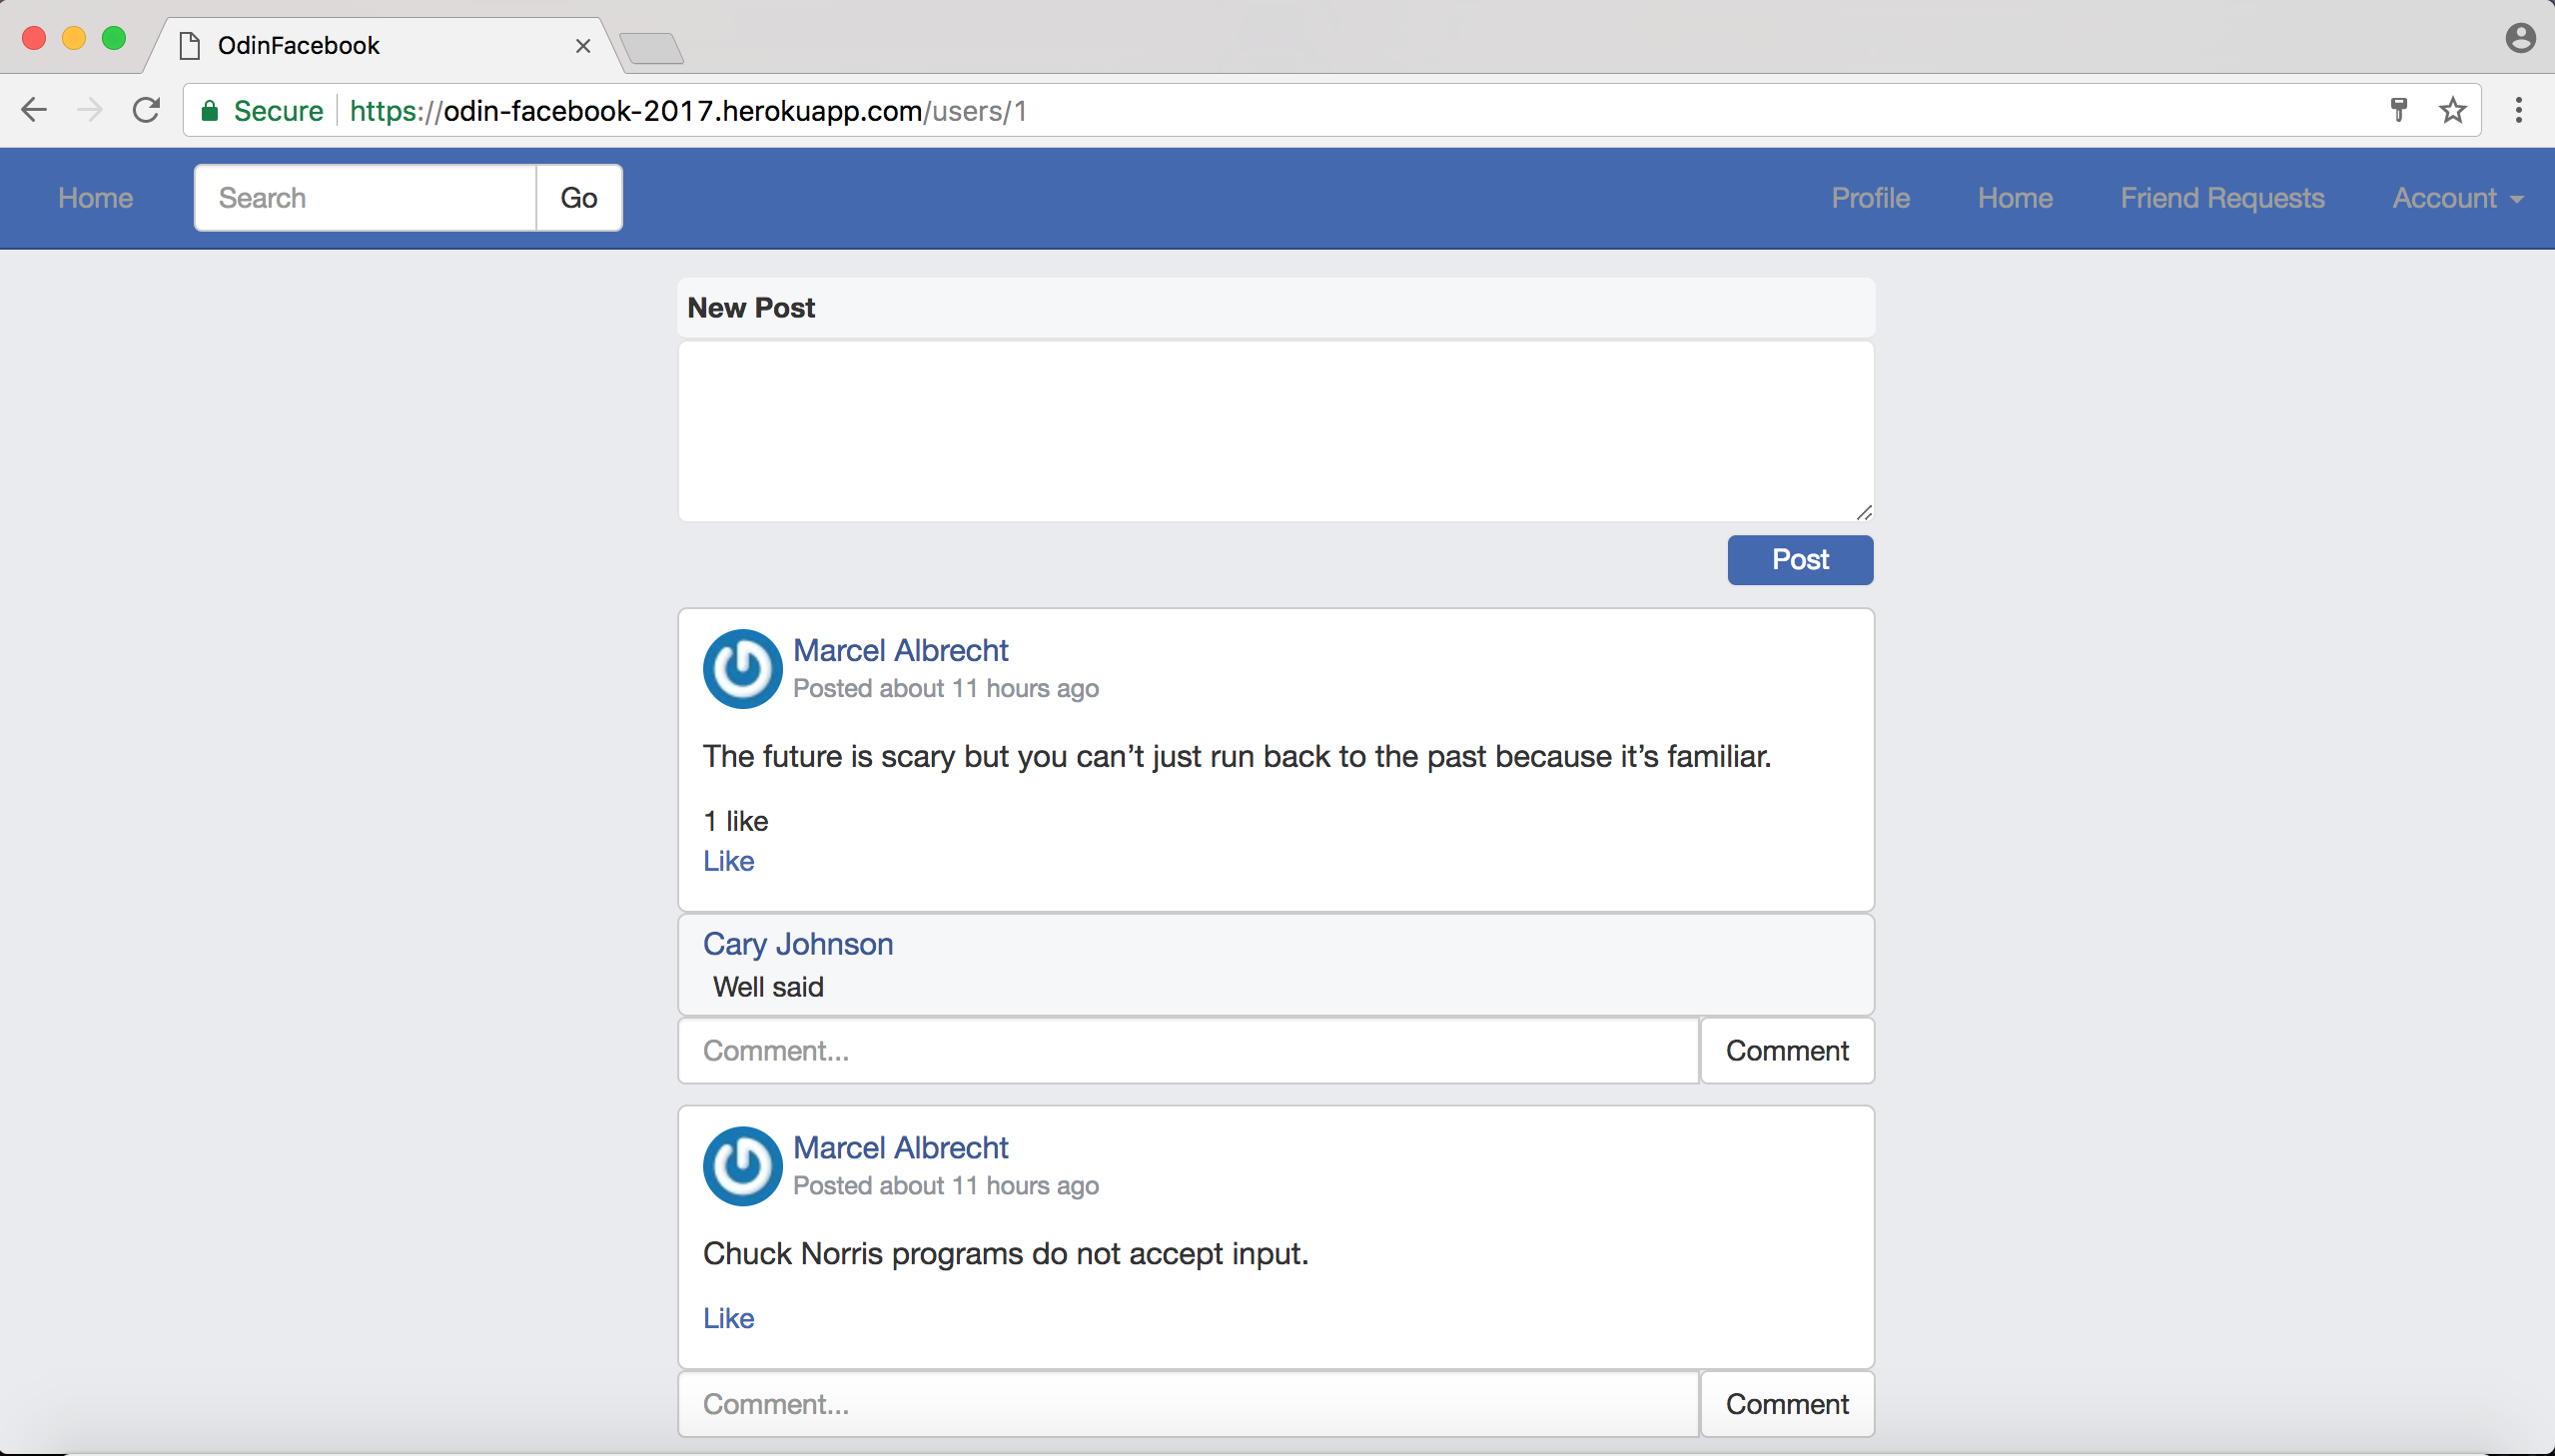 OdinFacebook
Secure https://odin-facebook-2017.herokuapp.com/users/1
Home Search Go Profile Home Friend Requests Account
New Post
Post
Marcel Albrecht
Posted about 11 hours ago
The future is scary but you can’t just run back to the past because it’s familiar.
1 like
Like
Cary Johnson
Well said
Comment... Comment
Marcel Albrecht
Posted about 11 hours ago
Chuck Norris programs do not accept input.
Like
Comment... Comment